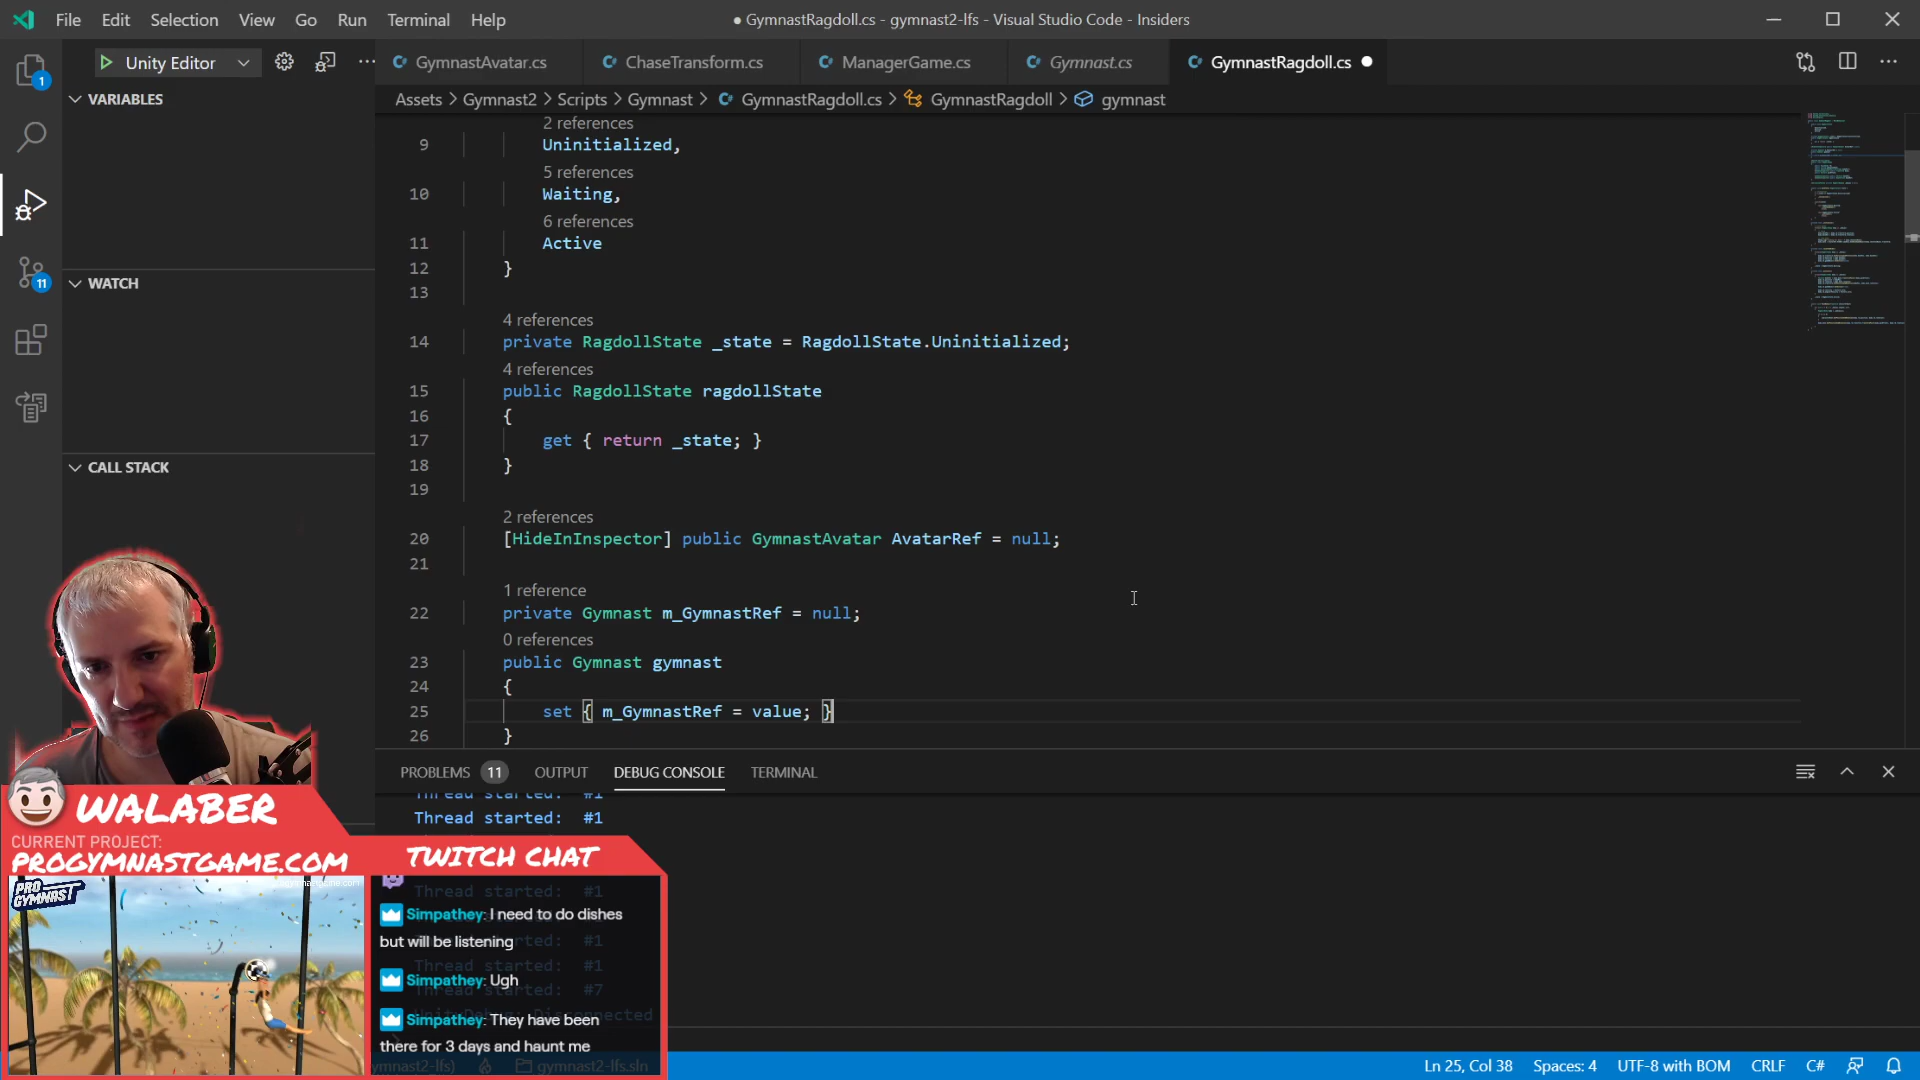 File Edit Selection View Go Run Terminal Help
● GymnastRagdoll.cs - gymnast2-lfs - Visual Studio Code - Insiders
Unity Editor
GymnastAvatar.cs ChaseTransform.cs ManagerGame.cs Gymnast.cs GymnastRagdoll.cs ●
Assets > Gymnast2 > Scripts > Gymnast > GymnastRagdoll.cs > GymnastRagdoll > gymnast
1
11
VARIABLES
WATCH
CALL STACK
2 references
9 Uninitialized,
5 references
10 Waiting,
6 references
11 Active
12 }
13
4 references
14 private RagdollState _state = RagdollState.Uninitialized;
4 references
15 public RagdollState ragdollState
16 {
17 get { return _state; }
18 }
19
2 references
20 [HideInInspector] public GymnastAvatar AvatarRef = null;
21
1 reference
22 private Gymnast m_GymnastRef = null;
0 references
23 public Gymnast gymnast
24 {
25 set { m_GymnastRef = value; }
26 }
PROBLEMS 11 OUTPUT DEBUG CONSOLE TERMINAL
Thread started: #1
Thread started: #1
Thread started: #1
#1
#1
#7
Disconnected
WALABER
CURRENT PROJECT:
PROGYMNASTGAME.COM
PRO GYMNAST
TWITCH CHAT
Simpathey: I need to do dishes
but will be listening
Simpathey: Ugh
Simpathey: They have been
there for 3 days and haunt me
gymnast2-lfs.sln
Ln 25, Col 38 Spaces: 4 UTF-8 with BOM CRLF C#